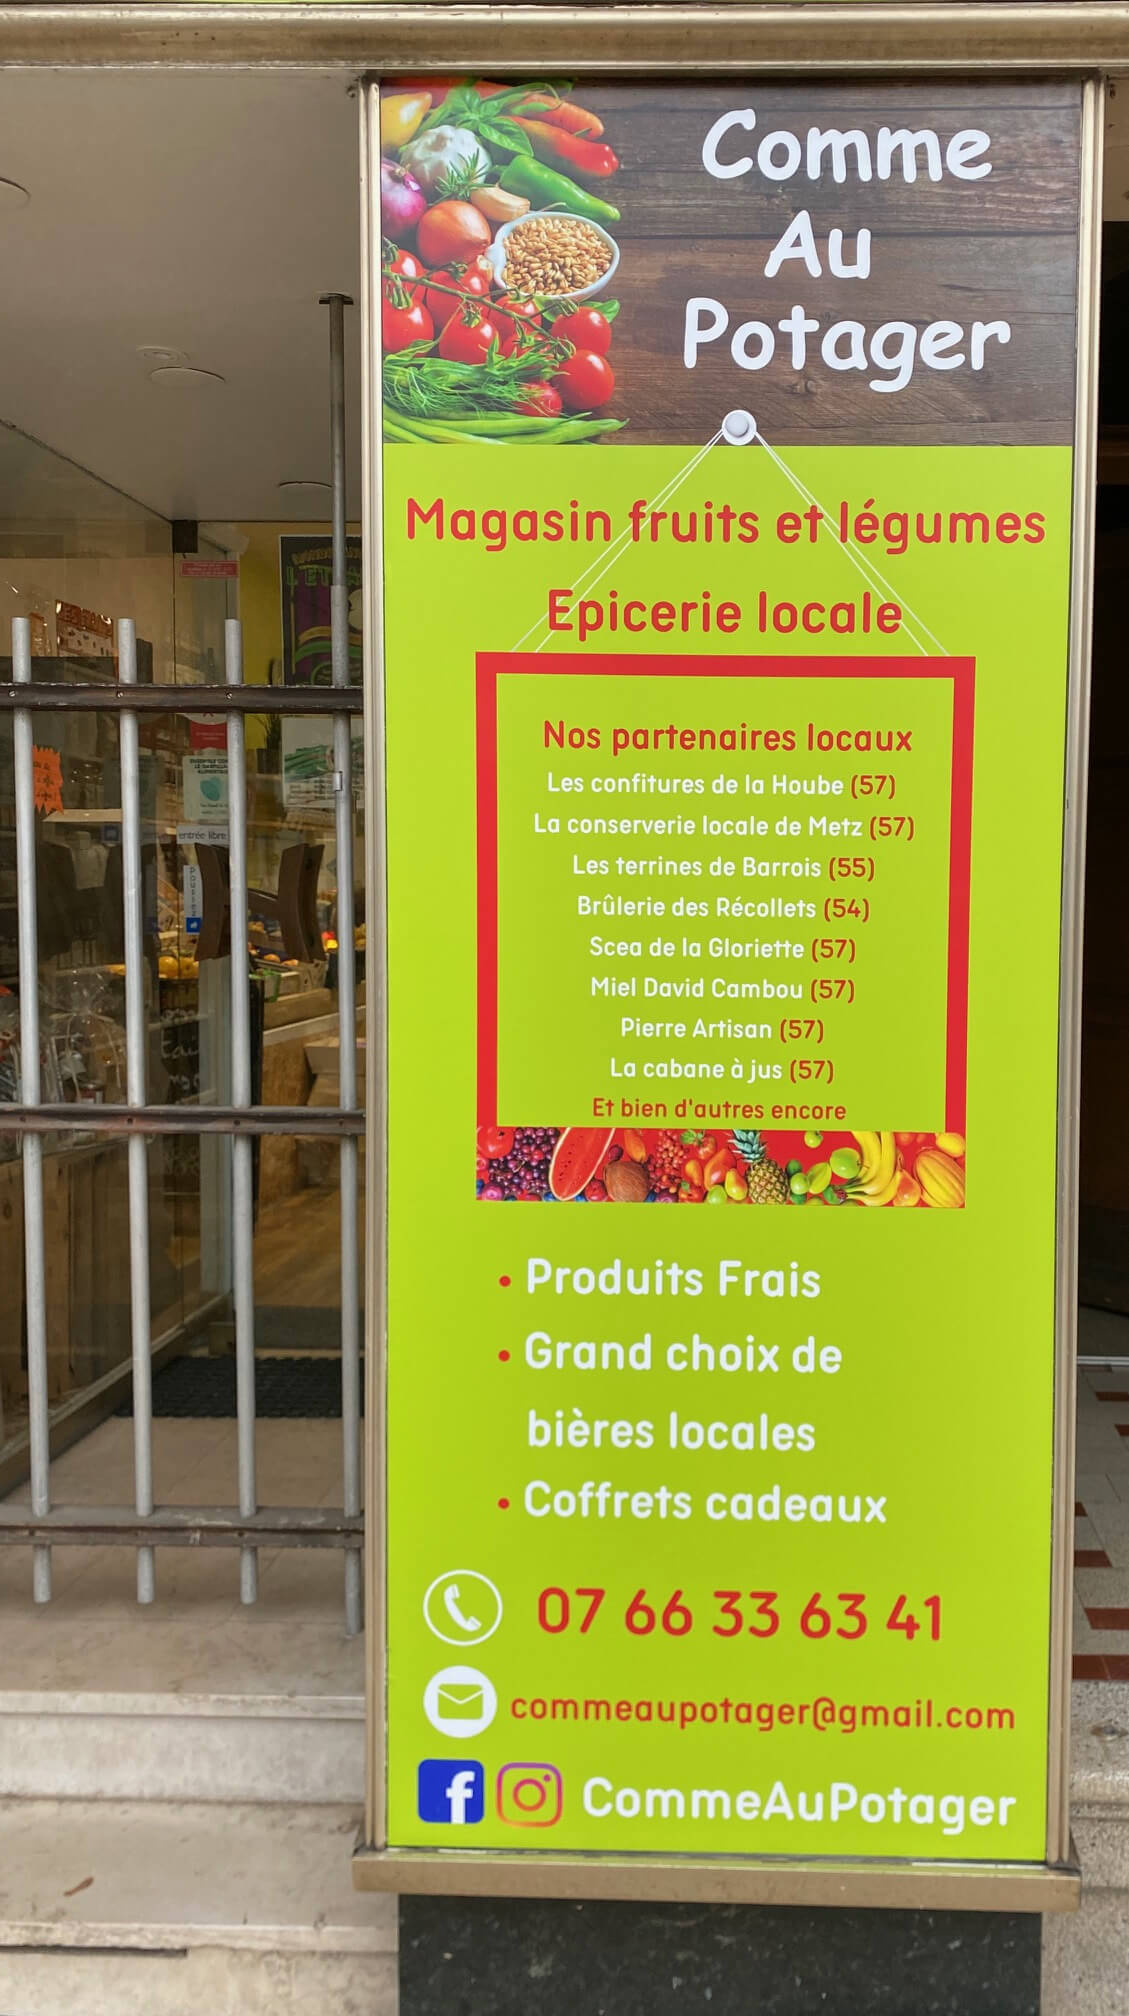 Comme
Au
Potager
Magasin fruits et légumes
Epicerie locale
Nos partenaires locaux
Les confitures de la Hoube (57)
La conserverie locale de Metz (57)
Les terrines de Barrois (55)
Brûlerie des Récollets (54)
Scea de la Gloriette (57)
Miel David Cambou (57)
Pierre Artisan (57)
La cabane à jus (57)
Et bien d'autres encore
• Produits Frais
• Grand choix de
bières locales
• Coffrets cadeaux
07 66 33 63 41
commeaupotager@gmail.com
f CommeAuPotager
entrée libre
POUSSEZ